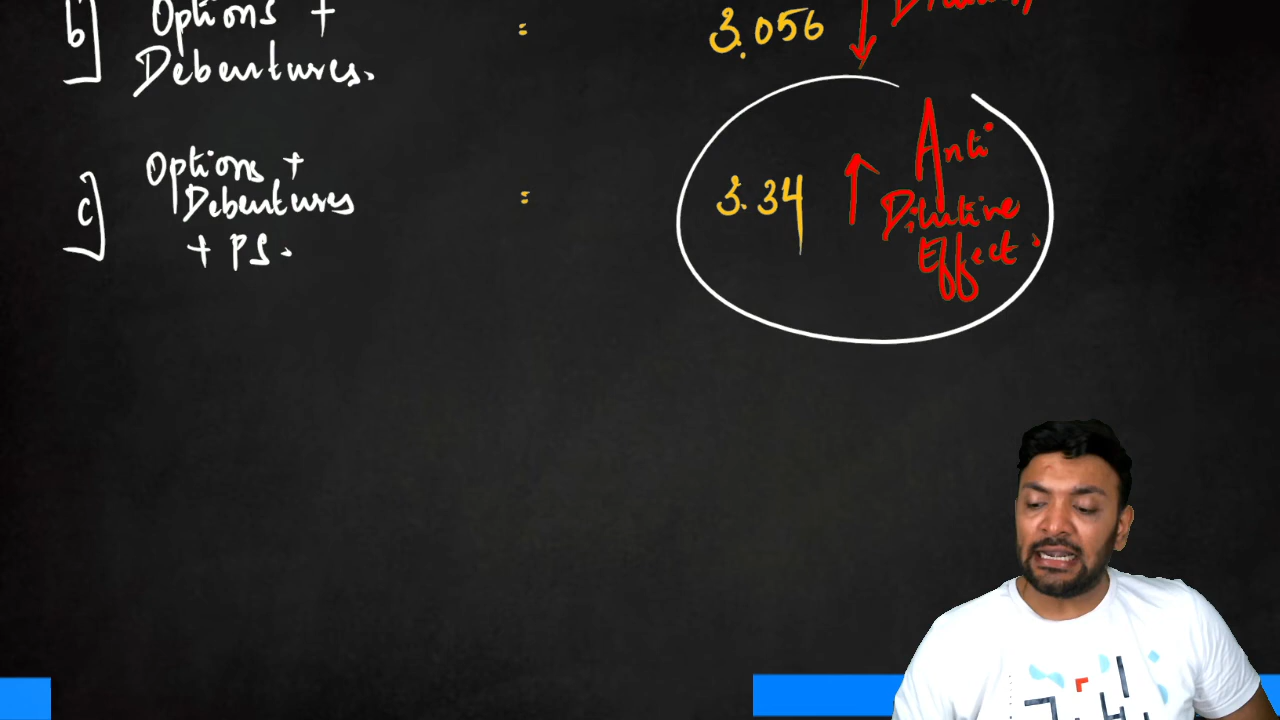 b] Options +
Debentures.
=
3.056 ↓
c] Options +
Debentures
+ PS.
=
3.34 ↑
Anti
Dilutive
Effect.